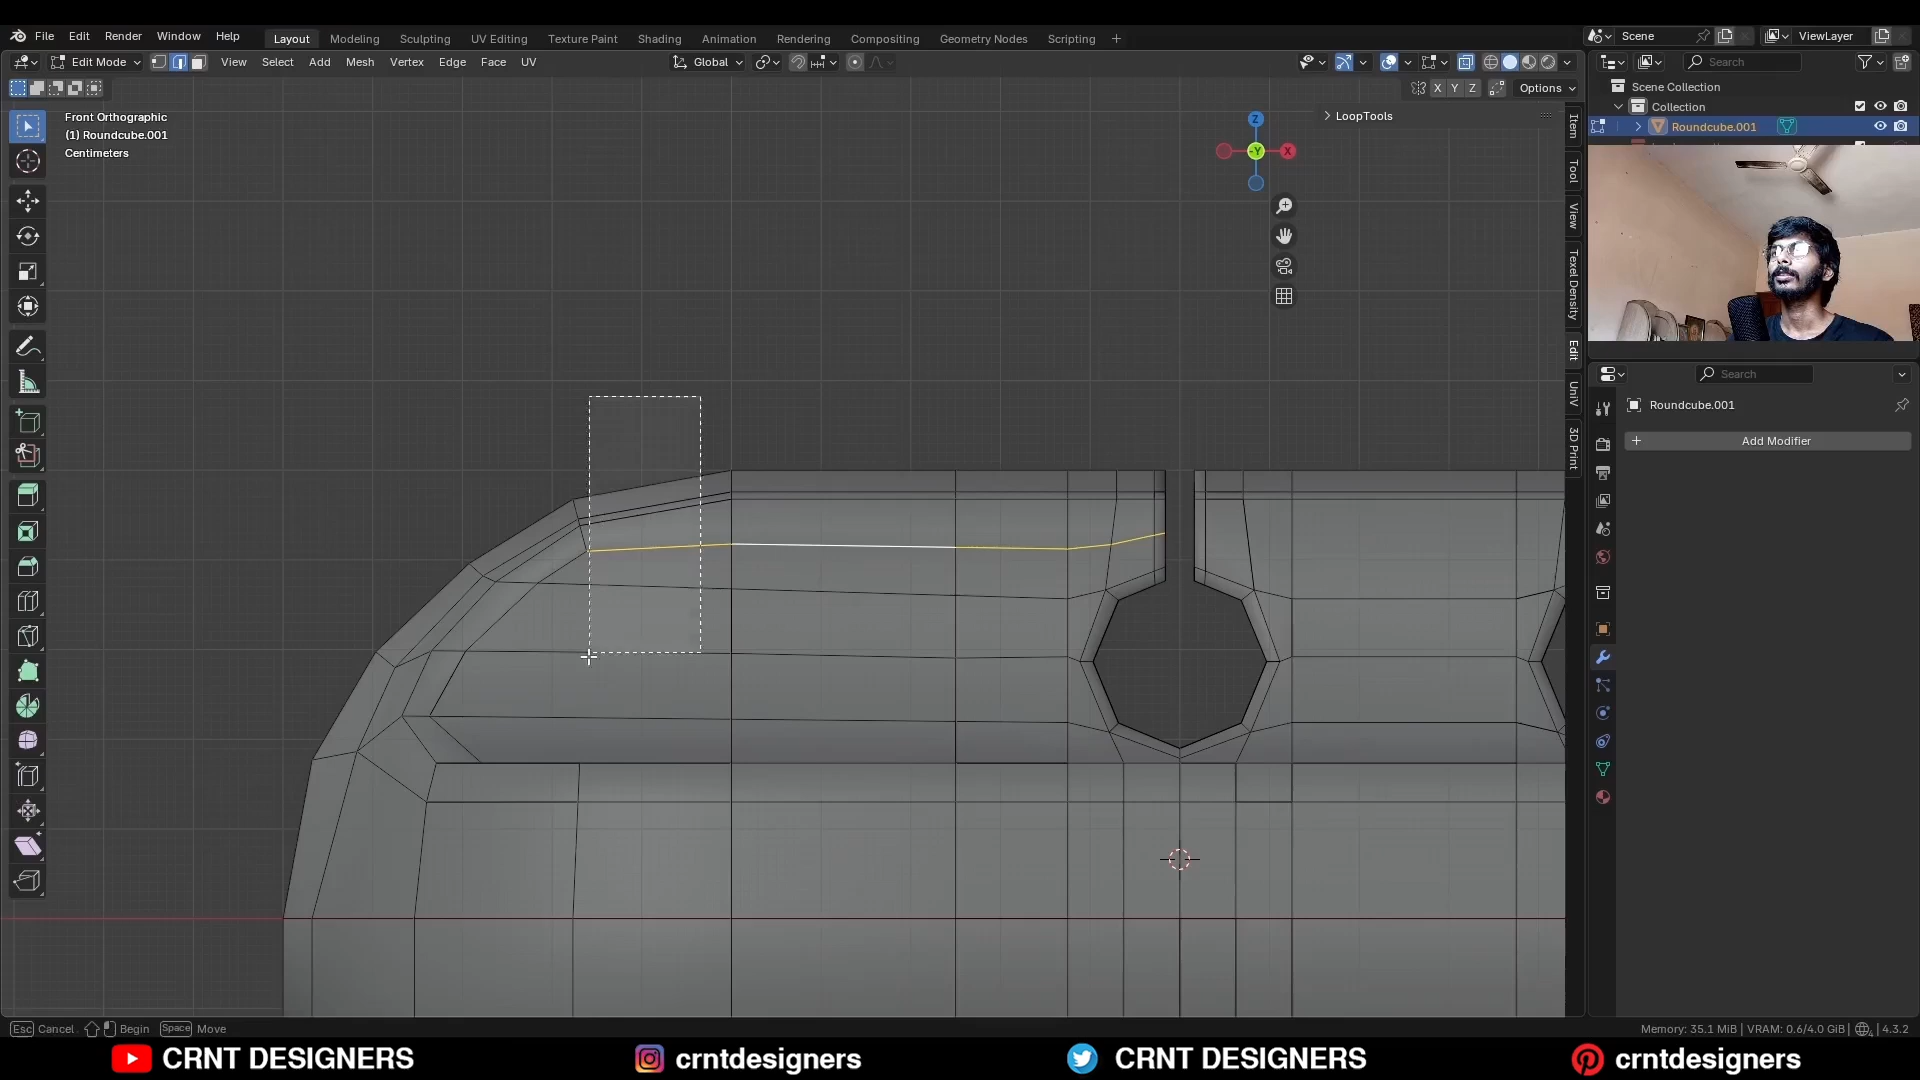 File Edit Render Window Help Layout Modeling Sculpting UV Editing Texture Paint Shading Animation Rendering Compositing Geometry Nodes Scripting + Scene ViewLayer
Edit Mode View Select Add Mesh Vertex Edge Face UV Global Search
X Y Z Options
Scene Collection
Collection
Roundcube.001
Front Orthographic
(1) Roundcube.001
Centimeters
LoopTools
Z
-Y
X
Item
Tool
View
Texel Density
Edit
UniV
3D Print
Search
Roundcube.001
+ Add Modifier
Esc Cancel Begin Space Move
Memory: 35.1 MiB | VRAM: 0.6/4.0 GiB | 4.3.2
CRNT DESIGNERS crntdesigners CRNT DESIGNERS crntdesigners